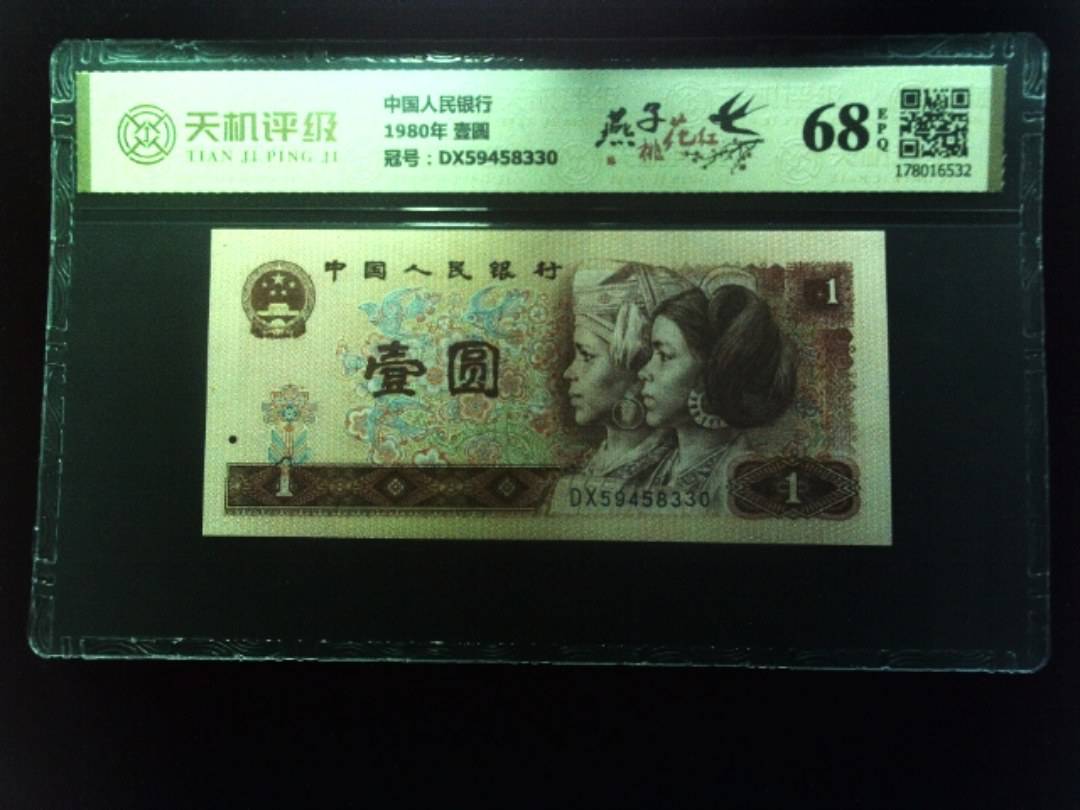 天机评级
TIAN JI PING JI
中国人民银行
1980年 壹圆
冠号：DX59458330
燕子桃花红
68
EPQ
178016532
中国人民银行
壹圆
1
1
DX59458330
1